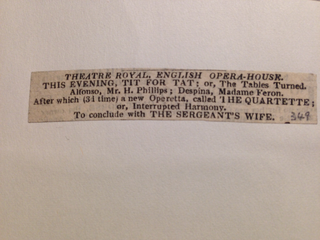 THEATRE ROYAL, ENGLISH OPERA-HOUSE.
THIS EVENING, TIT FOR TAT; or, The Tables Turned.
Alfonso, Mr. H. Phillips; Despina, Madame Feron.
After which (3d time) a new Operetta, called THE QUARTETTE;
or, Interrupted Harmony.
To conclude with THE SERGEANT'S WIFE. 348